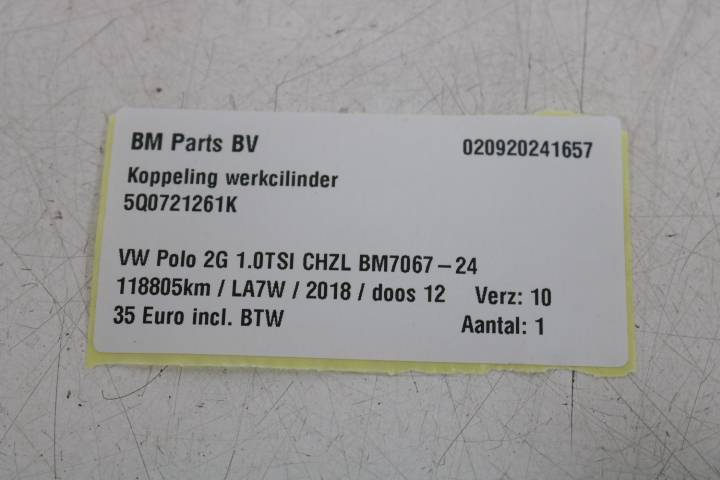 BM Parts BV 020920241657
Koppeling werkcilinder
5Q0721261K
VW Polo 2G 1.0TSI CHZL BM7067-24
118805km / LA7W / 2018 / doos 12 Verz: 10
35 Euro incl. BTW Aantal: 1